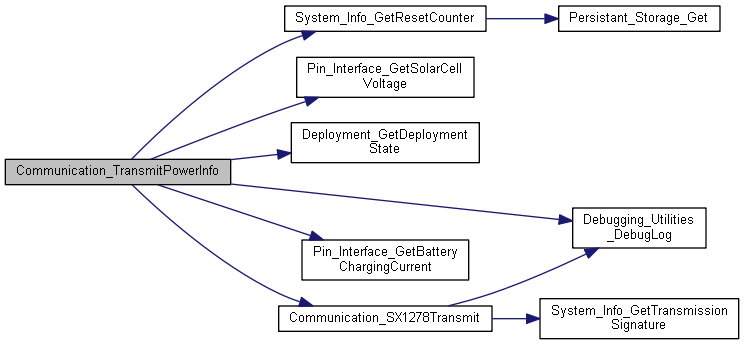 System_Info_GetResetCounter
Persistant_Storage_Get
Pin_Interface_GetSolarCell
Voltage
Deployment_GetDeployment
State
Communication_TransmitPowerInfo
Debugging_Utilities
_DebugLog
Pin_Interface_GetBattery
ChargingCurrent
Communication_SX1278Transmit
System_Info_GetTransmission
Signature